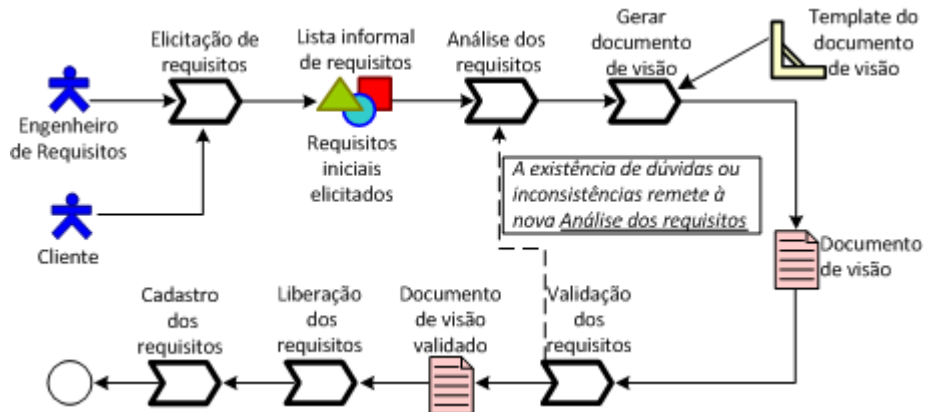 Elicitação de
requisitos
Lista informal
de requisitos
Análise dos
requisitos
Gerar
documento
de visão
Template do
documento
de visão
Engenheiro
de Requisitos
Requisitos
iniciais
elicitados
A existência de dúvidas ou
inconsistências remete à
nova Análise dos requisitos
Cliente
Documento
de visão
Cadastro
dos
requisitos
Liberação
dos
requisitos
Documento
de visão
validado
Validação
dos
requisitos